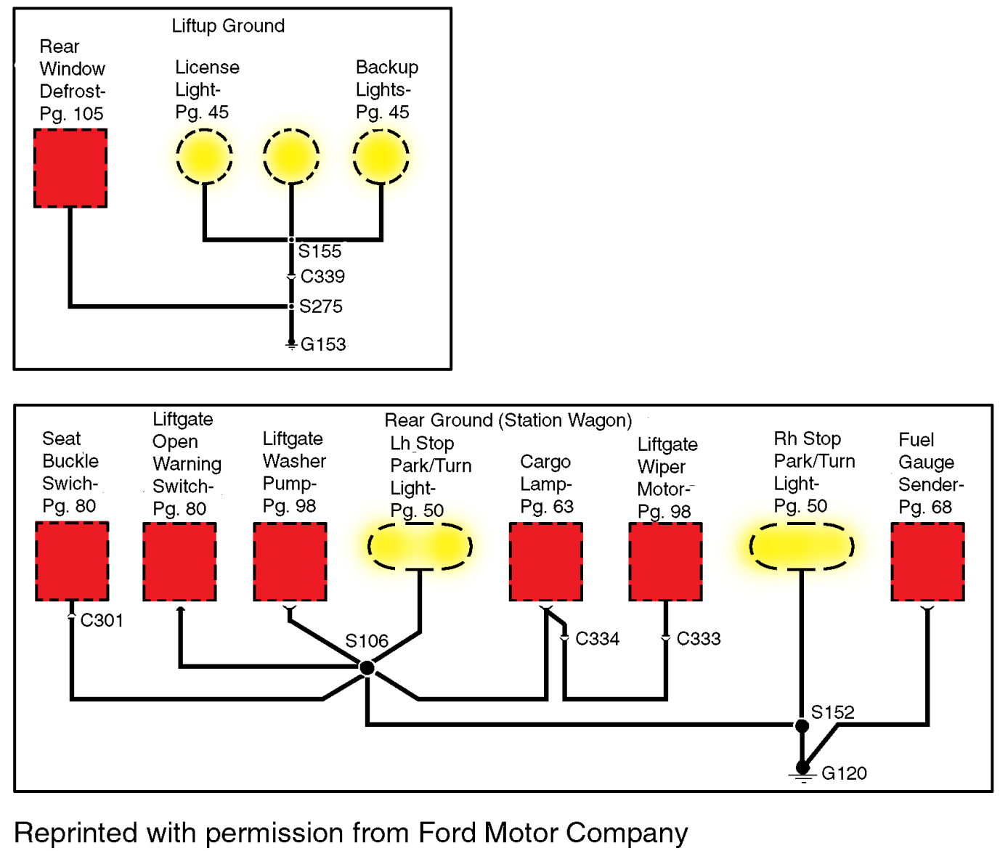 Liftup Ground
Rear
Window
Defrost-
Pg. 105
License
Light-
Pg. 45
Backup
Lights-
Pg. 45
S155
C339
S275
G153
Rear Ground (Station Wagon)
Seat
Buckle
Swich-
Pg. 80
Liftgate
Open
Warning
Switch-
Pg. 80
Liftgate
Washer
Pump-
Pg. 98
Lh Stop
Park/Turn
Light-
Pg. 50
Cargo
Lamp-
Pg. 63
Liftgate
Wiper
Motor-
Pg. 98
Rh Stop
Park/Turn
Light-
Pg. 50
Fuel
Gauge
Sender-
Pg. 68
C301
S106
C334
C333
S152
G120
Reprinted with permission from Ford Motor Company